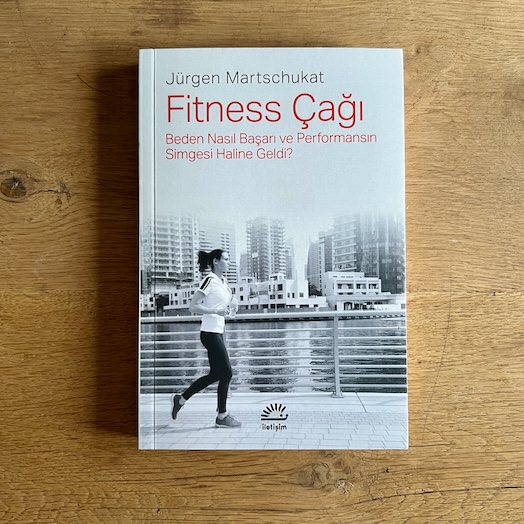 Jürgen Martschukat
Fitness Çağı
Beden Nasıl Başarı ve Performansın
Simgesi Haline Geldi?
iletişim